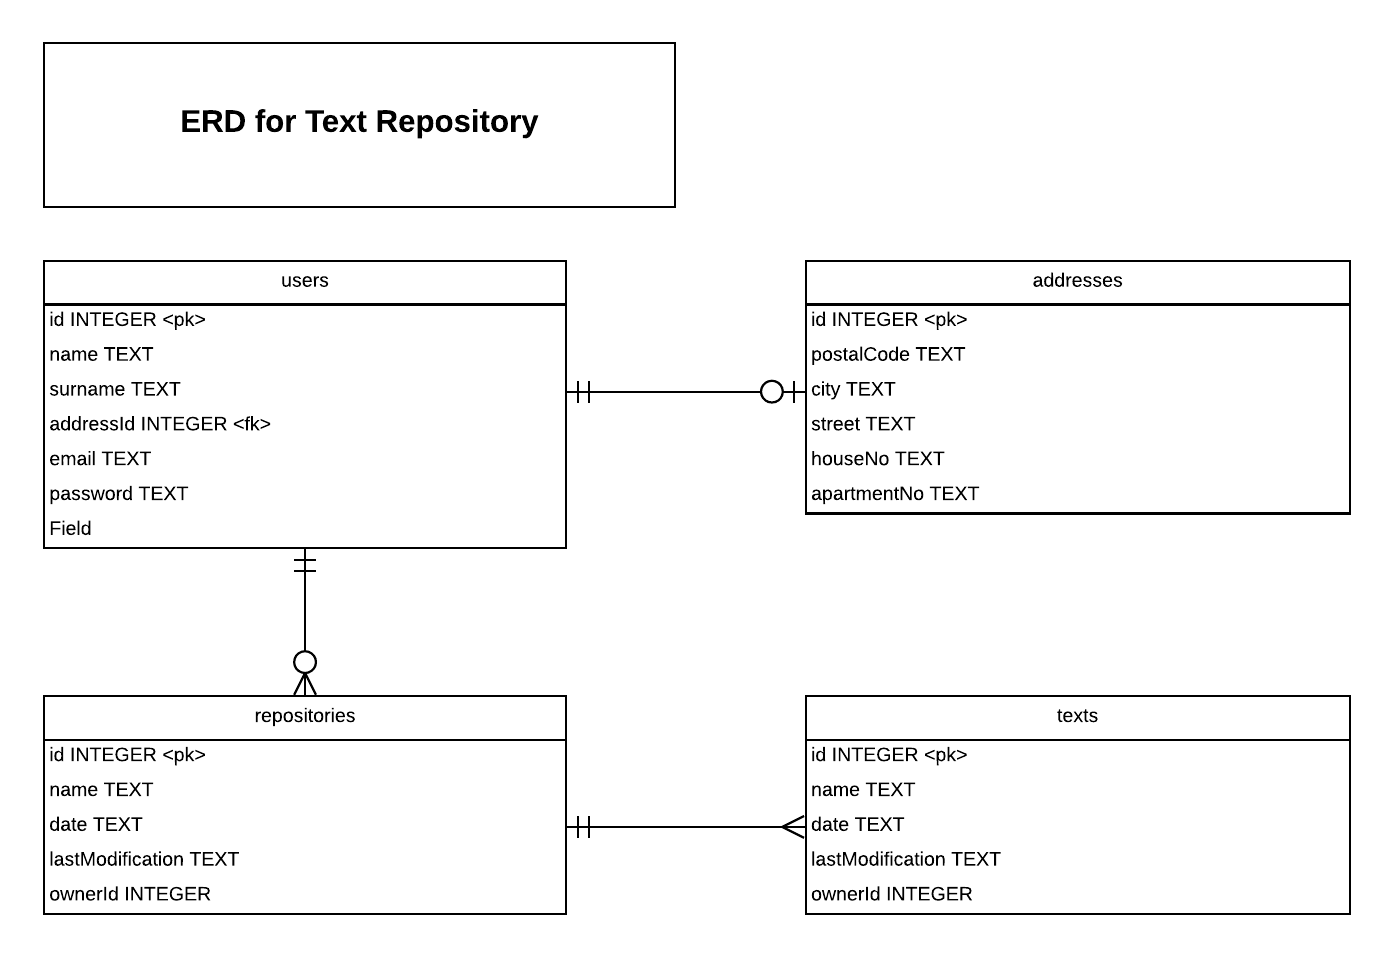 ERD for Text Repository
users
id INTEGER <pk>
name TEXT
surname TEXT
addressId INTEGER <fk>
email TEXT
password TEXT
Field
addresses
id INTEGER <pk>
postalCode TEXT
city TEXT
street TEXT
houseNo TEXT
apartmentNo TEXT
repositories
id INTEGER <pk>
name TEXT
date TEXT
lastModification TEXT
ownerId INTEGER
texts
id INTEGER <pk>
name TEXT
date TEXT
lastModification TEXT
ownerId INTEGER